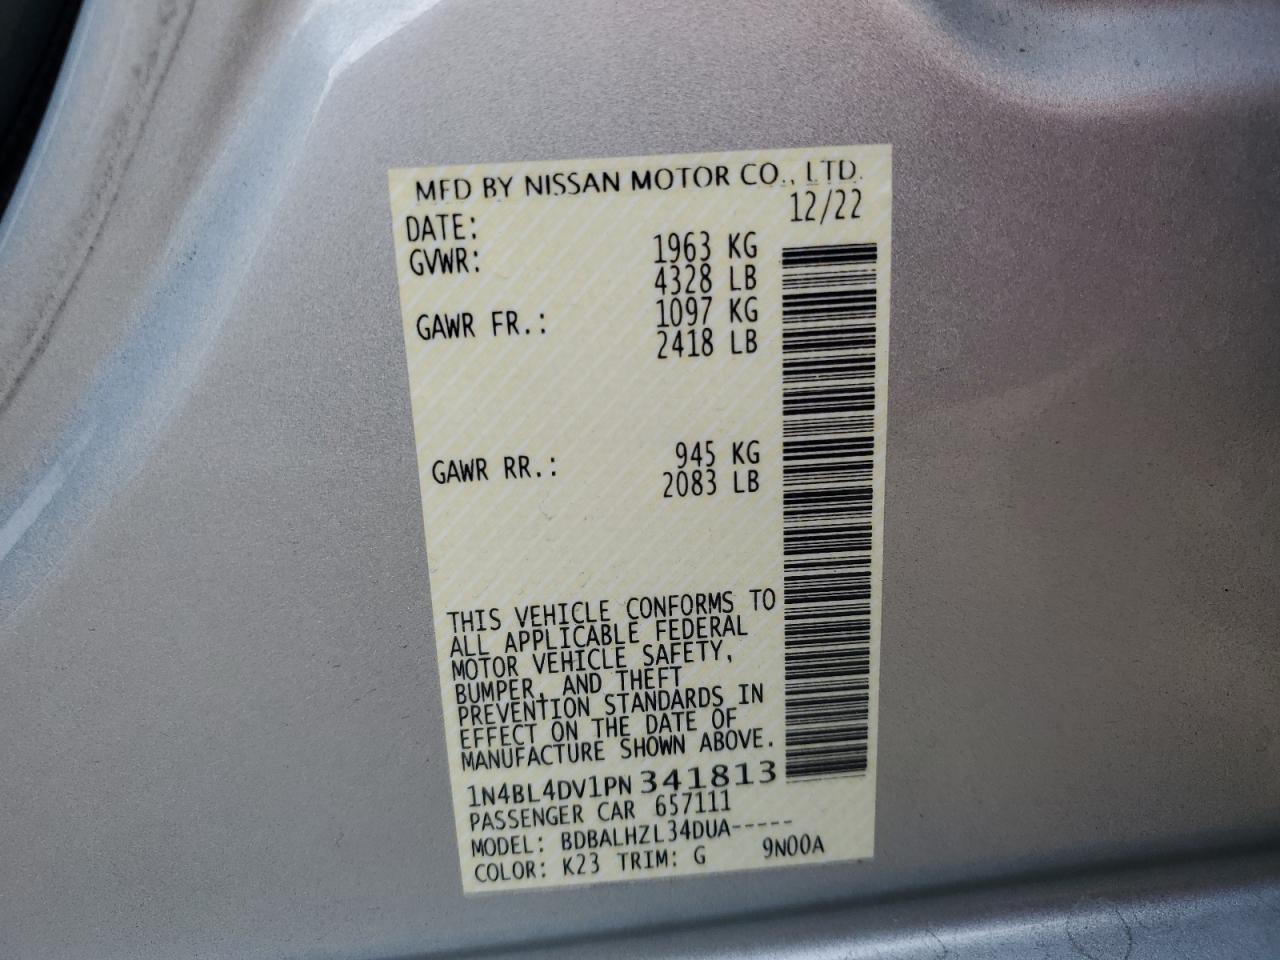 MFD BY NISSAN MOTOR CO., LTD.
DATE: 12/22
GVWR: 1963 KG
4328 LB
GAWR FR.: 1097 KG
2418 LB
GAWR RR.: 945 KG
2083 LB
THIS VEHICLE CONFORMS TO
ALL APPLICABLE FEDERAL
MOTOR VEHICLE SAFETY,
BUMPER, AND THEFT
PREVENTION STANDARDS IN
EFFECT ON THE DATE OF
MANUFACTURE SHOWN ABOVE.
1N4BL4DV1PN341813
PASSENGER CAR 657111
MODEL: BDBALHZL34DUA-----
COLOR: K23 TRIM: G 9N00A